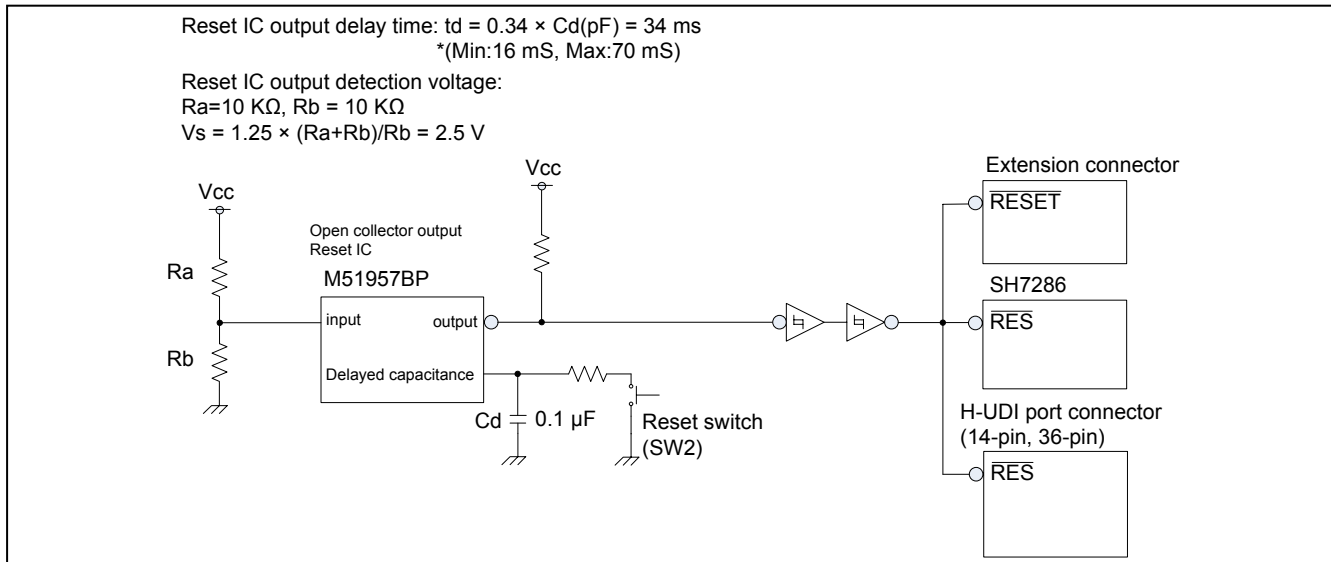 Reset IC output delay time: td = 0.34 × Cd(pF) = 34 ms
*(Min:16 mS, Max:70 mS)
Reset IC output detection voltage:
Ra=10 KΩ, Rb = 10 KΩ
Vs = 1.25 × (Ra+Rb)/Rb = 2.5 V
Vcc
Vcc
Extension connector
RESET
Open collector output
Reset IC
M51957BP
Ra
input
output
SH7286
RES
Rb
Delayed capacitance
Cd
0.1 µF
Reset switch
(SW2)
H-UDI port connector
(14-pin, 36-pin)
RES